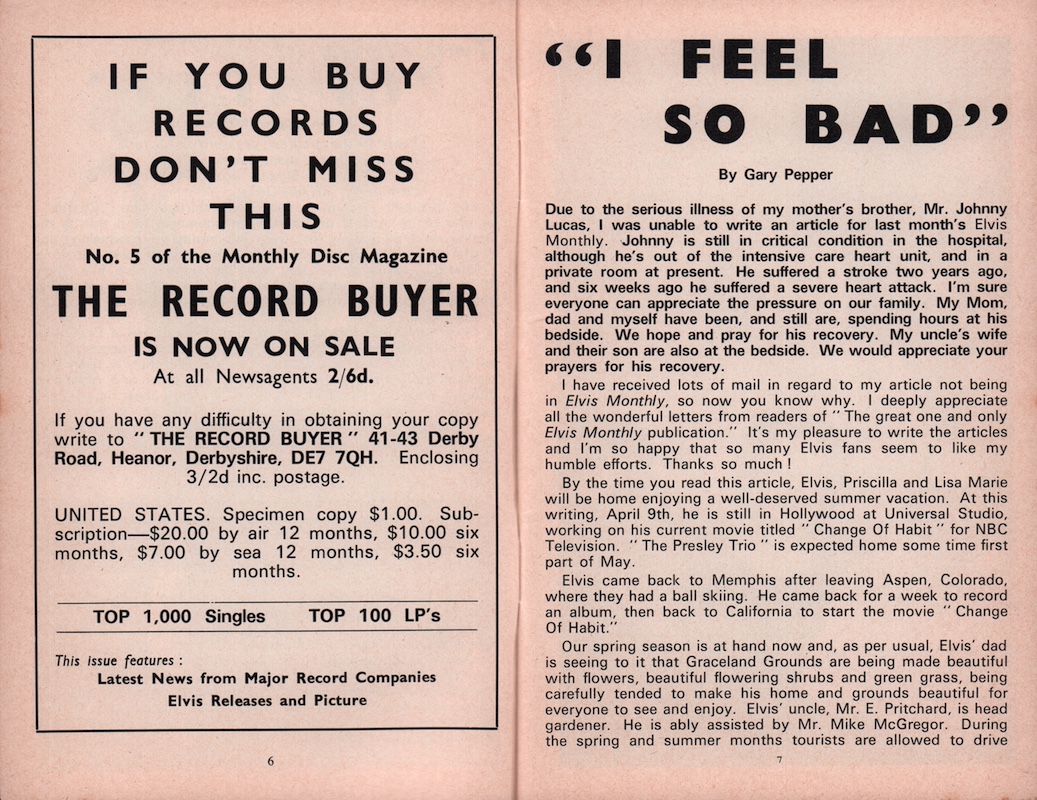 IF YOU BUY
RECORDS
DON'T MISS
THIS
No. 5 of the Monthly Disc Magazine
THE RECORD BUYER
IS NOW ON SALE
At all Newsagents 2/6d.
If you have any difficulty in obtaining your copy
write to "THE RECORD BUYER" 41-43 Derby
Road, Heanor, Derbyshire, DE7 7QH. Enclosing
3/2d inc. postage.
UNITED STATES. Specimen copy $1.00. Sub-
scription—$20.00 by air 12 months, $10.00 six
months, $7.00 by sea 12 months, $3.50 six
months.
TOP 1,000 Singles TOP 100 LP's
This issue features :
Latest News from Major Record Companies
Elvis Releases and Picture
6
"I FEEL
SO BAD"
By Gary Pepper
Due to the serious illness of my mother's brother, Mr. Johnny
Lucas, I was unable to write an article for last month's Elvis
Monthly. Johnny is still in critical condition in the hospital,
although he's out of the intensive care heart unit, and in a
private room at present. He suffered a stroke two years ago,
and six weeks ago he suffered a severe heart attack. I'm sure
everyone can appreciate the pressure on our family. My Mom,
dad and myself have been, and still are, spending hours at his
bedside. We hope and pray for his recovery. My uncle's wife
and their son are also at the bedside. We would appreciate your
prayers for his recovery.
I have received lots of mail in regard to my article not being
in Elvis Monthly, so now you know why. I deeply appreciate
all the wonderful letters from readers of "The great one and only
Elvis Monthly publication." It's my pleasure to write the articles
and I'm so happy that so many Elvis fans seem to like my
humble efforts. Thanks so much !
By the time you read this article, Elvis, Priscilla and Lisa Marie
will be home enjoying a well-deserved summer vacation. At this
writing, April 9th, he is still in Hollywood at Universal Studio,
working on his current movie titled "Change Of Habit" for NBC
Television. "The Presley Trio" is expected home some time first
part of May.
Elvis came back to Memphis after leaving Aspen, Colorado,
where they had a ball skiing. He came back for a week to record
an album, then back to California to start the movie "Change
Of Habit."
Our spring season is at hand now and, as per usual, Elvis' dad
is seeing to it that Graceland Grounds are being made beautiful
with flowers, beautiful flowering shrubs and green grass, being
carefully tended to make his home and grounds beautiful for
everyone to see and enjoy. Elvis' uncle, Mr. E. Pritchard, is head
gardener. He is ably assisted by Mr. Mike McGregor. During
the spring and summer months tourists are allowed to drive
7